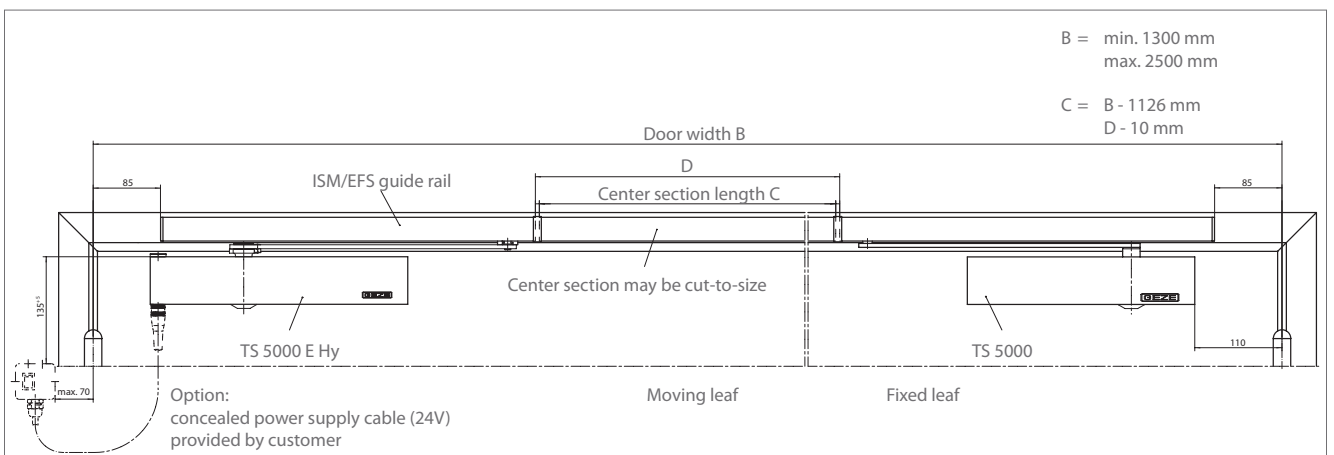 B = min. 1300 mm
max. 2500 mm
C = B - 1126 mm
D - 10 mm
Door width B
D
85
ISM/EFS guide rail
Center section length C
85
Center section may be cut-to-size
135⁺⁵
GEZE
GEZE
TS 5000 E Hy
TS 5000
110
max. 70
Option:
concealed power supply cable (24V)
provided by customer
Moving leaf
Fixed leaf